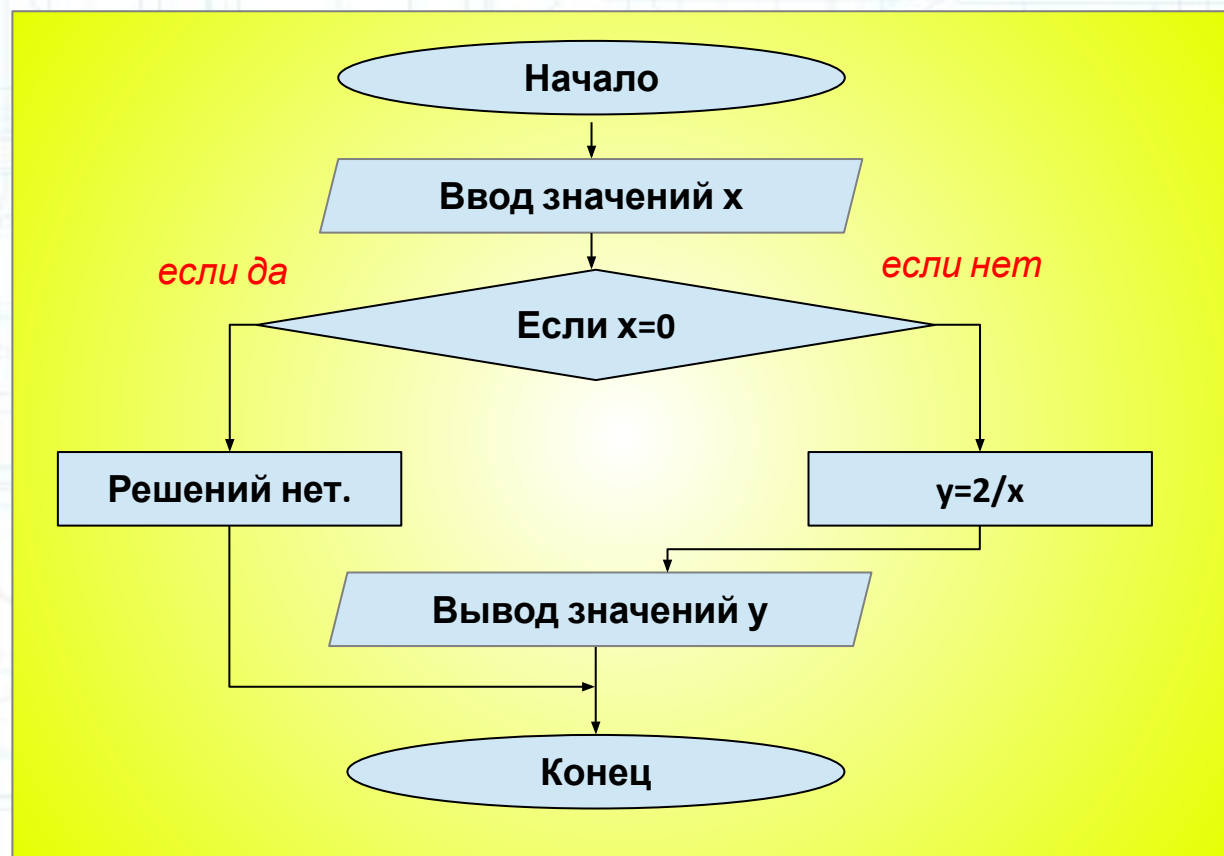 Начало
Ввод значений x
если да
если нет
Если x=0
Решений нет.
y=2/x
Вывод значений y
Конец